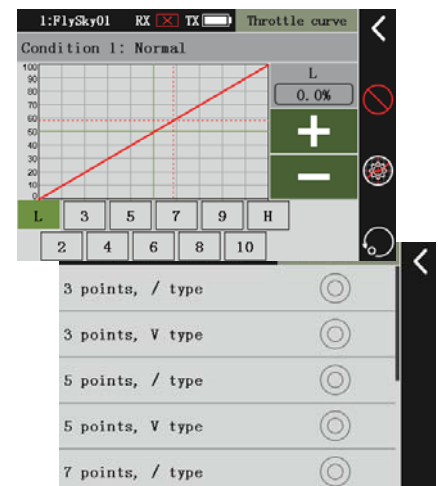 1:FlySky01 RX TX Throttle curve
Condition 1: Normal
100
90
80
70
60
50
40
30
20
10
0
L
0.0%
+
−
L 3 5 7 9 H
2 4 6 8 10
3 points, / type
3 points, V type
5 points, / type
5 points, V type
7 points, / type